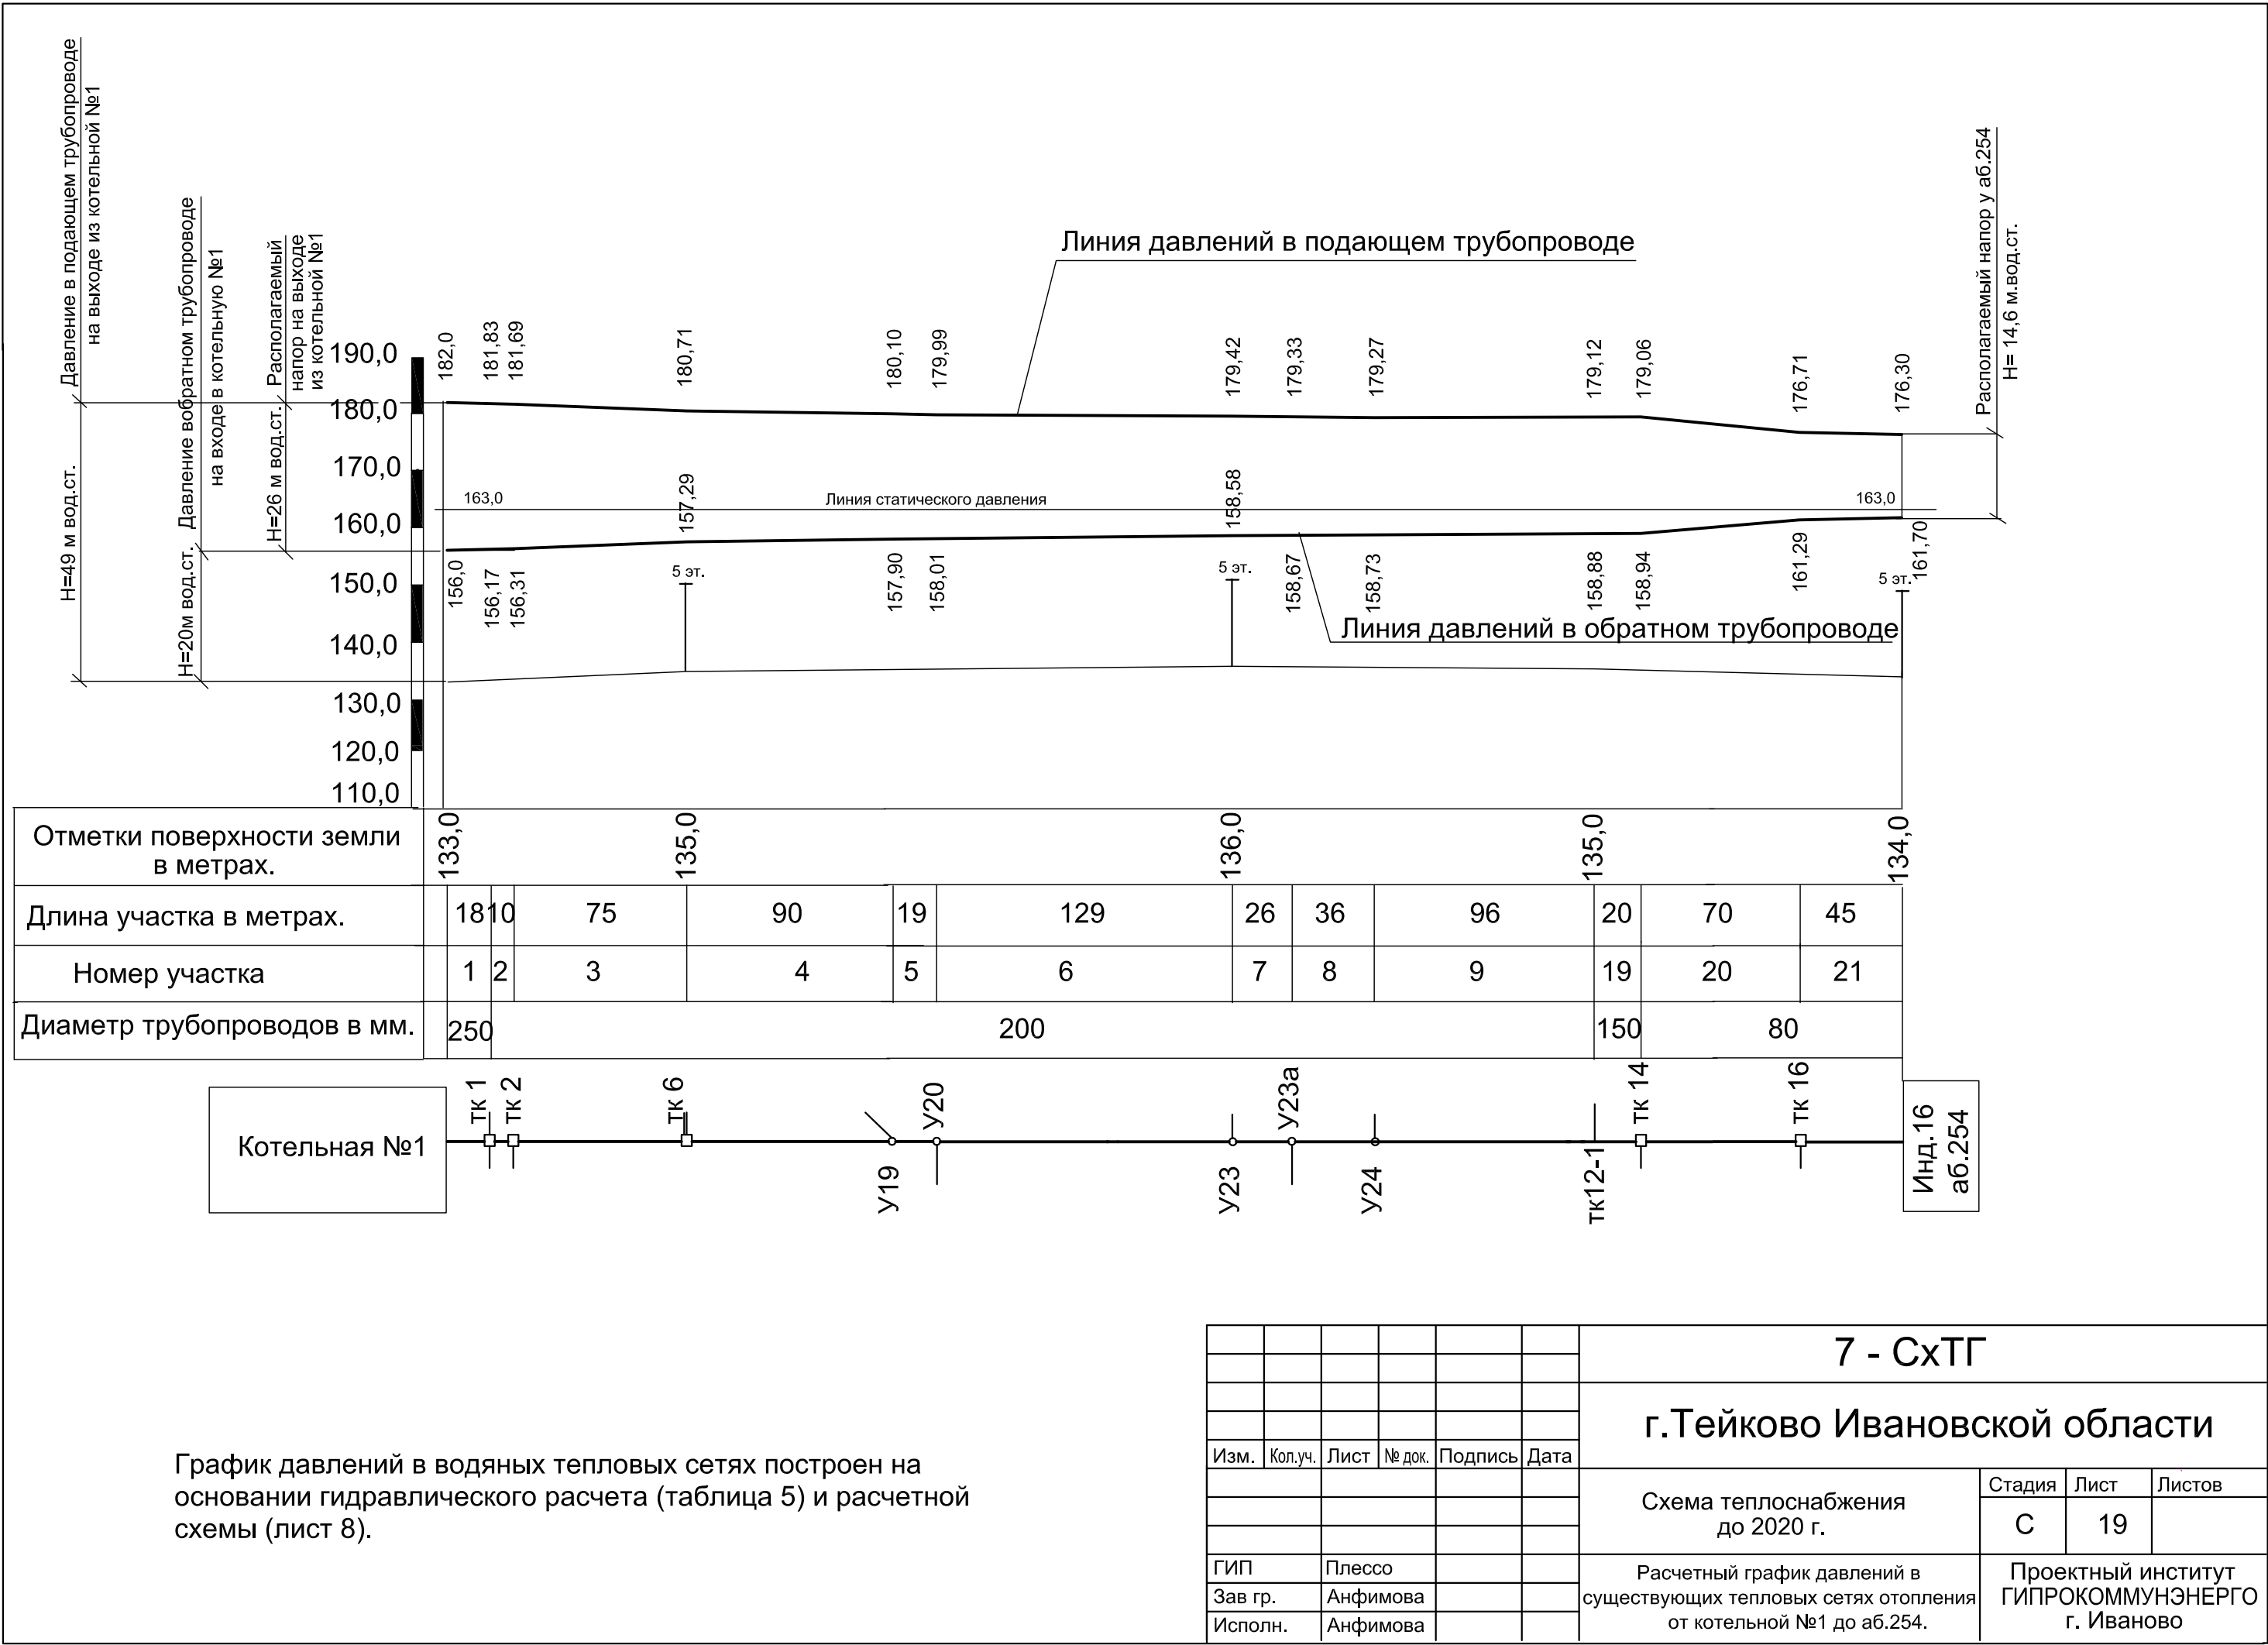 Давление в подающем трубопроводе
на выходе из котельной №1
H=49 м вод.ст.
Давление вобратном трубопроводе
на входе в котельную №1
H=20м вод.ст.
Располагаемый
напор на выходе
из котельной №1
H=26 м вод.ст.
Линия давлений в подающем трубопроводе
Располагаемый напор у аб.254
H= 14,6 м.вод.ст.
190,0
180,0
170,0
160,0
150,0
140,0
130,0
120,0
110,0
182,0
181,83
181,69
180,71
180,10
179,99
179,42
179,33
179,27
179,12
179,06
176,71
176,30
163,0
Линия статического давления
163,0
156,0
156,17
156,31
157,29
157,90
158,01
158,58
158,67
158,73
158,88
158,94
161,29
161,70
5 эт.
5 эт.
5 эт.
Линия давлений в обратном трубопроводе
Отметки поверхности земли
в метрах.
133,0
135,0
136,0
135,0
134,0
Длина участка в метрах.
18 10 75 90 19 129 26 36 96 20 70 45
Номер участка
1 2 3 4 5 6 7 8 9 19 20 21
Диаметр трубопроводов в мм.
250 200 150 80
Котельная №1
тк 1
тк 2
тк 6
У19
У20
У23
У23а
У24
тк12-1
тк 14
тк 16
Инд.16
аб.254
График давлений в водяных тепловых сетях построен на
основании гидравлического расчета (таблица 5) и расчетной
схемы (лист 8).
7 - СхТГ
г.Тейково Ивановской области
Изм. Кол.уч. Лист № док. Подпись Дата
Схема теплоснабжения
до 2020 г.
Стадия Лист Листов
С 19
ГИП Плессо
Зав гр. Анфимова
Исполн. Анфимова
Расчетный график давлений в
существующих тепловых сетях отопления
от котельной №1 до аб.254.
Проектный институт
ГИПРОКОММУНЭНЕРГО
г. Иваново